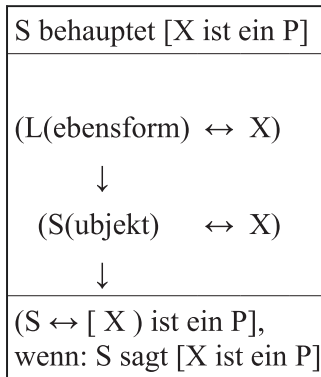 S behauptet [X ist ein P]
(L(ebensform) ↔ X)
↓
(S(ubjekt) ↔ X)
↓
(S ↔ [ X ) ist ein P],
wenn: S sagt [X ist ein P]